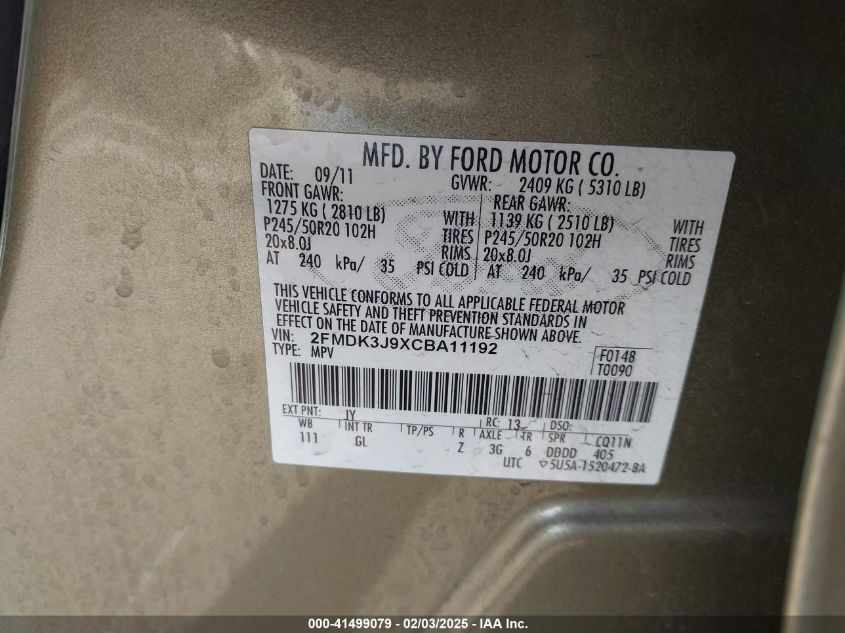 MFD. BY FORD MOTOR CO.
DATE: 09/11 GVWR: 2409 KG ( 5310 LB)
FRONT GAWR: REAR GAWR:
1275 KG ( 2810 LB) WITH 1139 KG ( 2510 LB) WITH
P245/50R20 102H TIRES P245/50R20 102H TIRES
20x8.0J RIMS 20x8.0J RIMS
AT 240 kPa/ 35 PSI COLD AT 240 kPa/ 35 PSI COLD
THIS VEHICLE CONFORMS TO ALL APPLICABLE FEDERAL MOTOR
VEHICLE SAFETY AND THEFT PREVENTION STANDARDS IN
EFFECT ON THE DATE OF MANUFACTURE SHOWN ABOVE.
VIN: 2FMDK3J9XCBA11192
TYPE: MPV F0148
T0090
EXT PNT: JY RC: 13 DSO:
WB INT TR TP/PS R AXLE TR SPR CQ11N
111 GL Z 3G 6 DBDD 405
UTC 5U5A-1520472-BA
000-41499079 - 02/03/2025 - IAA Inc.